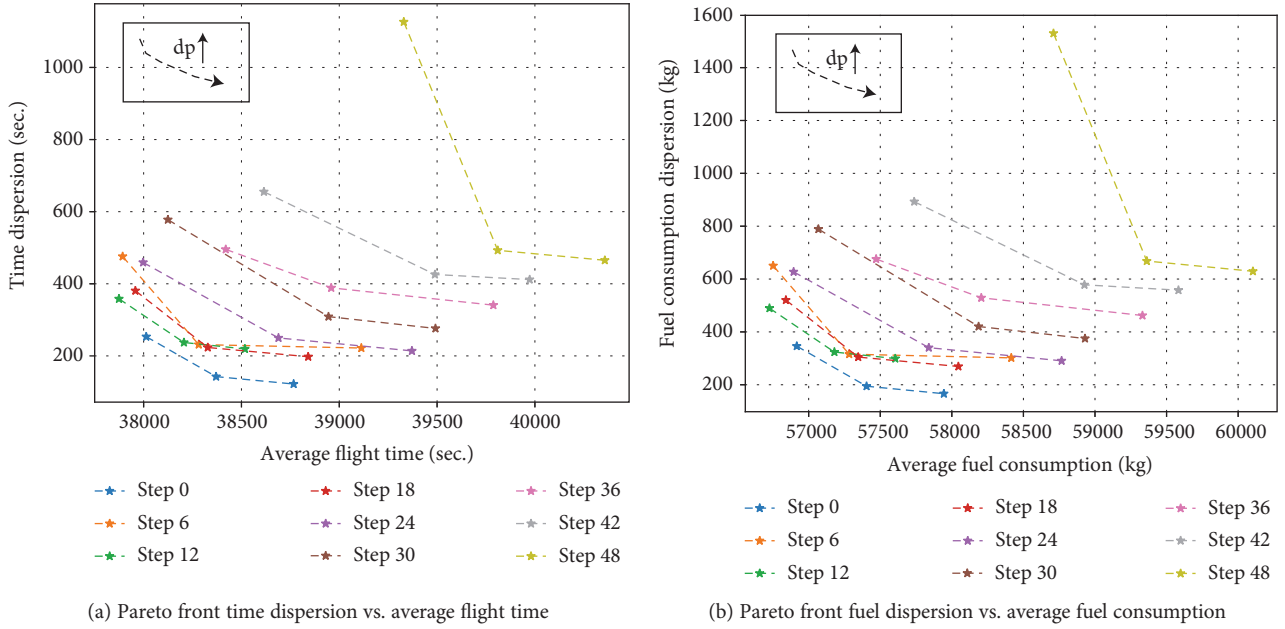 dp
1000
800
600
400
200
Time dispersion (sec.)
38000 38500 39000 39500 40000
Average flight time (sec.)
Step 0 Step 18 Step 36
Step 6 Step 24 Step 42
Step 12 Step 30 Step 48
(a) Pareto front time dispersion vs. average flight time
dp
1600
1400
1200
1000
800
600
400
200
Fuel consumption dispersion (kg)
57000 57500 58000 58500 59000 59500 60000
Average fuel consumption (kg)
Step 0 Step 18 Step 36
Step 6 Step 24 Step 42
Step 12 Step 30 Step 48
(b) Pareto front fuel dispersion vs. average fuel consumption